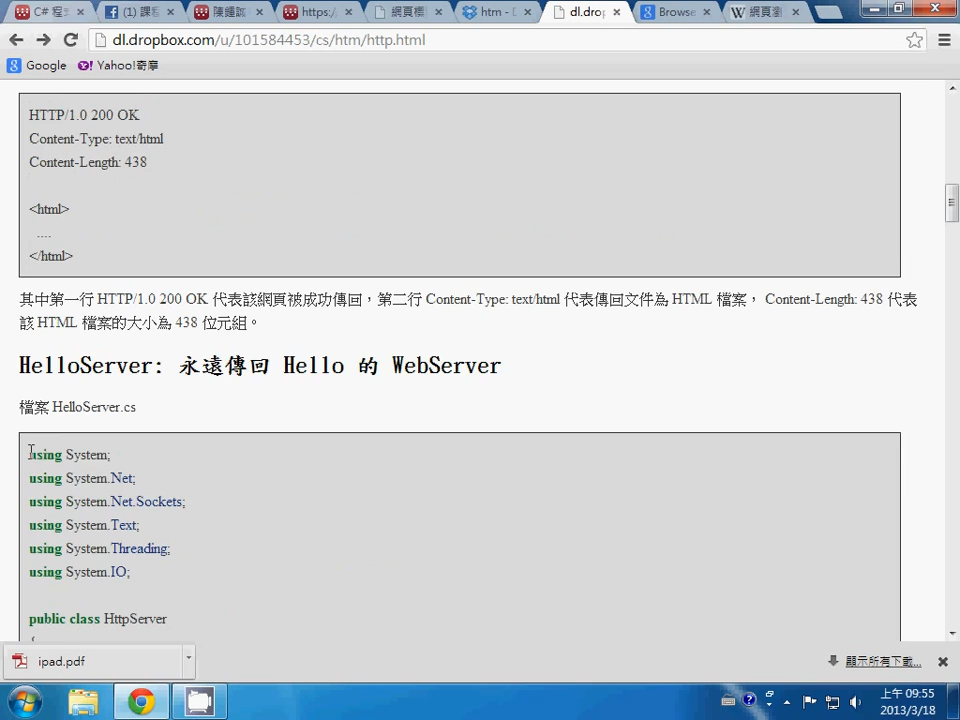 C# 程式
(1) 課程
陳鍾誠
https:/
網頁標
htm - D
dl.drop
Browse
網頁瀏
dl.dropbox.com/u/101584453/cs/htm/http.html
Google Yahoo!奇摩
HTTP/1.0 200 OK
Content-Type: text/html
Content-Length: 438
<html>
....
</html>
其中第一行 HTTP/1.0 200 OK 代表該網頁被成功傳回，第二行 Content-Type: text/html 代表傳回文件為 HTML 檔案， Content-Length: 438 代表
該 HTML 檔案的大小為 438 位元組。
HelloServer: 永遠傳回 Hello 的 WebServer
檔案 HelloServer.cs
using System;
using System.Net;
using System.Net.Sockets;
using System.Text;
using System.Threading;
using System.IO;
public class HttpServer
{
ipad.pdf
顯示所有下載...
上午 09:55
2013/3/18